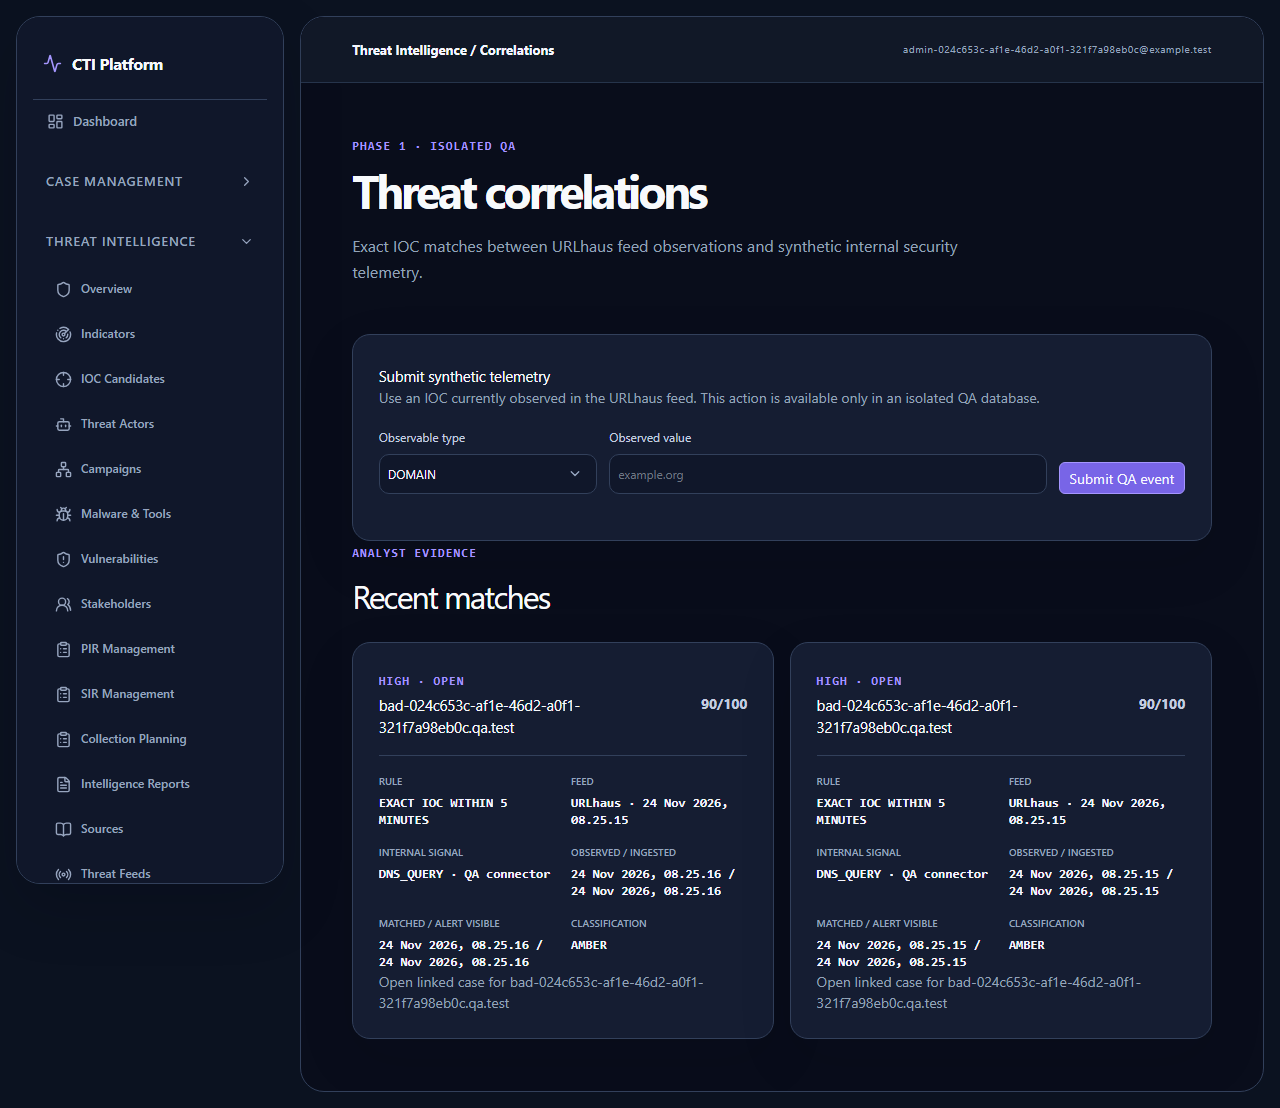 CTI Platform
Dashboard
CASE MANAGEMENT
THREAT INTELLIGENCE
Overview
Indicators
IOC Candidates
Threat Actors
Campaigns
Malware & Tools
Vulnerabilities
Stakeholders
PIR Management
SIR Management
Collection Planning
Intelligence Reports
Sources
Threat Feeds
Threat Intelligence / Correlations
admin-024c653c-af1e-46d2-a0f1-321f7a98eb0c@example.test
PHASE 1 · ISOLATED QA
Threat correlations
Exact IOC matches between URLhaus feed observations and synthetic internal security
telemetry.
Submit synthetic telemetry
Use an IOC currently observed in the URLhaus feed. This action is available only in an isolated QA database.
Observable type
Observed value
DOMAIN
example.org
Submit QA event
ANALYST EVIDENCE
Recent matches
HIGH · OPEN
bad-024c653c-af1e-46d2-a0f1-
321f7a98eb0c.qa.test
90/100
RULE
EXACT IOC WITHIN 5
MINUTES
FEED
URLhaus · 24 Nov 2026,
08.25.15
INTERNAL SIGNAL
DNS_QUERY · QA connector
OBSERVED / INGESTED
24 Nov 2026, 08.25.16 /
24 Nov 2026, 08.25.16
MATCHED / ALERT VISIBLE
24 Nov 2026, 08.25.16 /
24 Nov 2026, 08.25.16
CLASSIFICATION
AMBER
Open linked case for bad-024c653c-af1e-46d2-a0f1-
321f7a98eb0c.qa.test
HIGH · OPEN
bad-024c653c-af1e-46d2-a0f1-
321f7a98eb0c.qa.test
90/100
RULE
EXACT IOC WITHIN 5
MINUTES
FEED
URLhaus · 24 Nov 2026,
08.25.15
INTERNAL SIGNAL
DNS_QUERY · QA connector
OBSERVED / INGESTED
24 Nov 2026, 08.25.15 /
24 Nov 2026, 08.25.15
MATCHED / ALERT VISIBLE
24 Nov 2026, 08.25.15 /
24 Nov 2026, 08.25.15
CLASSIFICATION
AMBER
Open linked case for bad-024c653c-af1e-46d2-a0f1-
321f7a98eb0c.qa.test